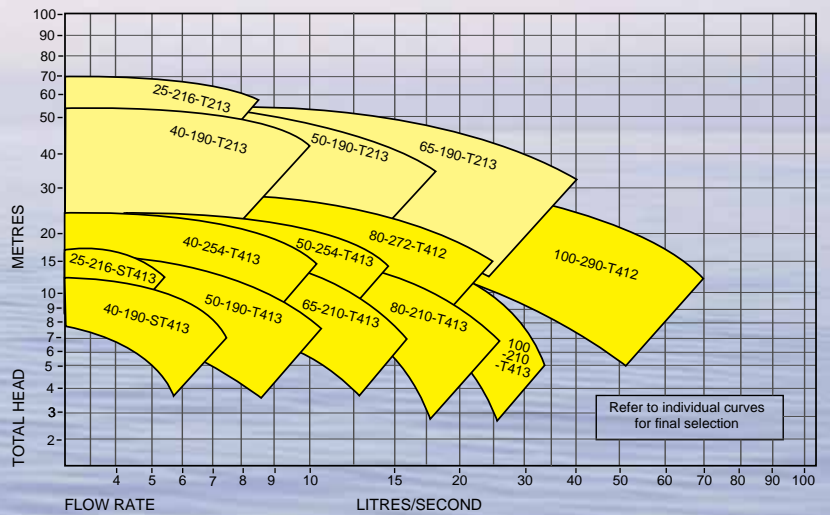 100
90
80
70
60
50
40
30
20
15
10
9
8
7
6
5
4
3
2
METRES
TOTAL HEAD
25-216-T213
40-190-T213
50-190-T213
65-190-T213
80-272-T412
100-290-T412
40-254-T413
50-254-T413
25-216-ST413
40-190-ST413
50-190-T413
65-210-T413
80-210-T413
100
-210
-T413
Refer to individual curves
for final selection
4 5 6 7 8 9 10 15 20 30 40 50 60 70 80 90 100
FLOW RATE LITRES/SECOND